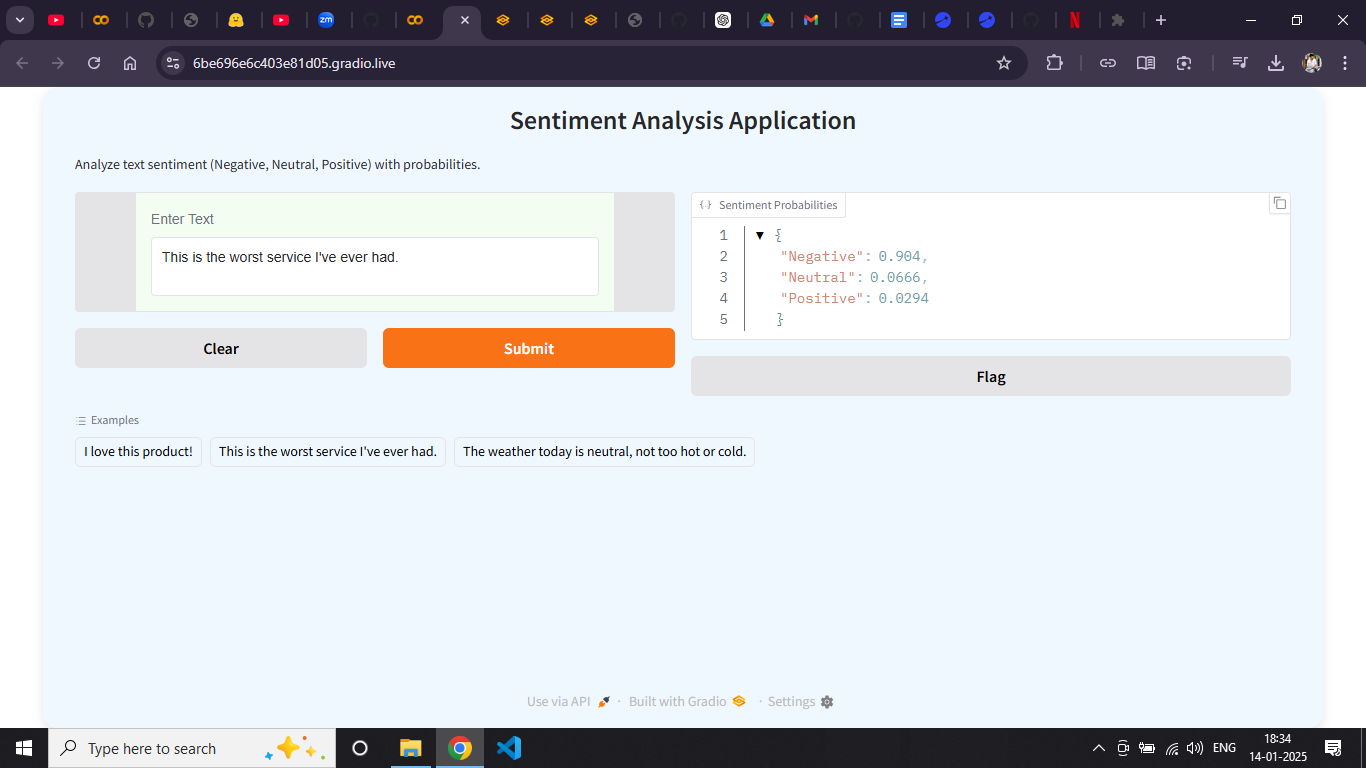 zm
6be696e6c403e81d05.gradio.live
Sentiment Analysis Application
Analyze text sentiment (Negative, Neutral, Positive) with probabilities.
Enter Text
This is the worst service I've ever had.
Clear
Submit
{ } Sentiment Probabilities
1 ▼ {
2 "Negative": 0.904,
3 "Neutral": 0.0666,
4 "Positive": 0.0294
5 }
Flag
Examples
I love this product!
This is the worst service I've ever had.
The weather today is neutral, not too hot or cold.
Use via API · Built with Gradio · Settings
Type here to search
ENG
18:34
14-01-2025